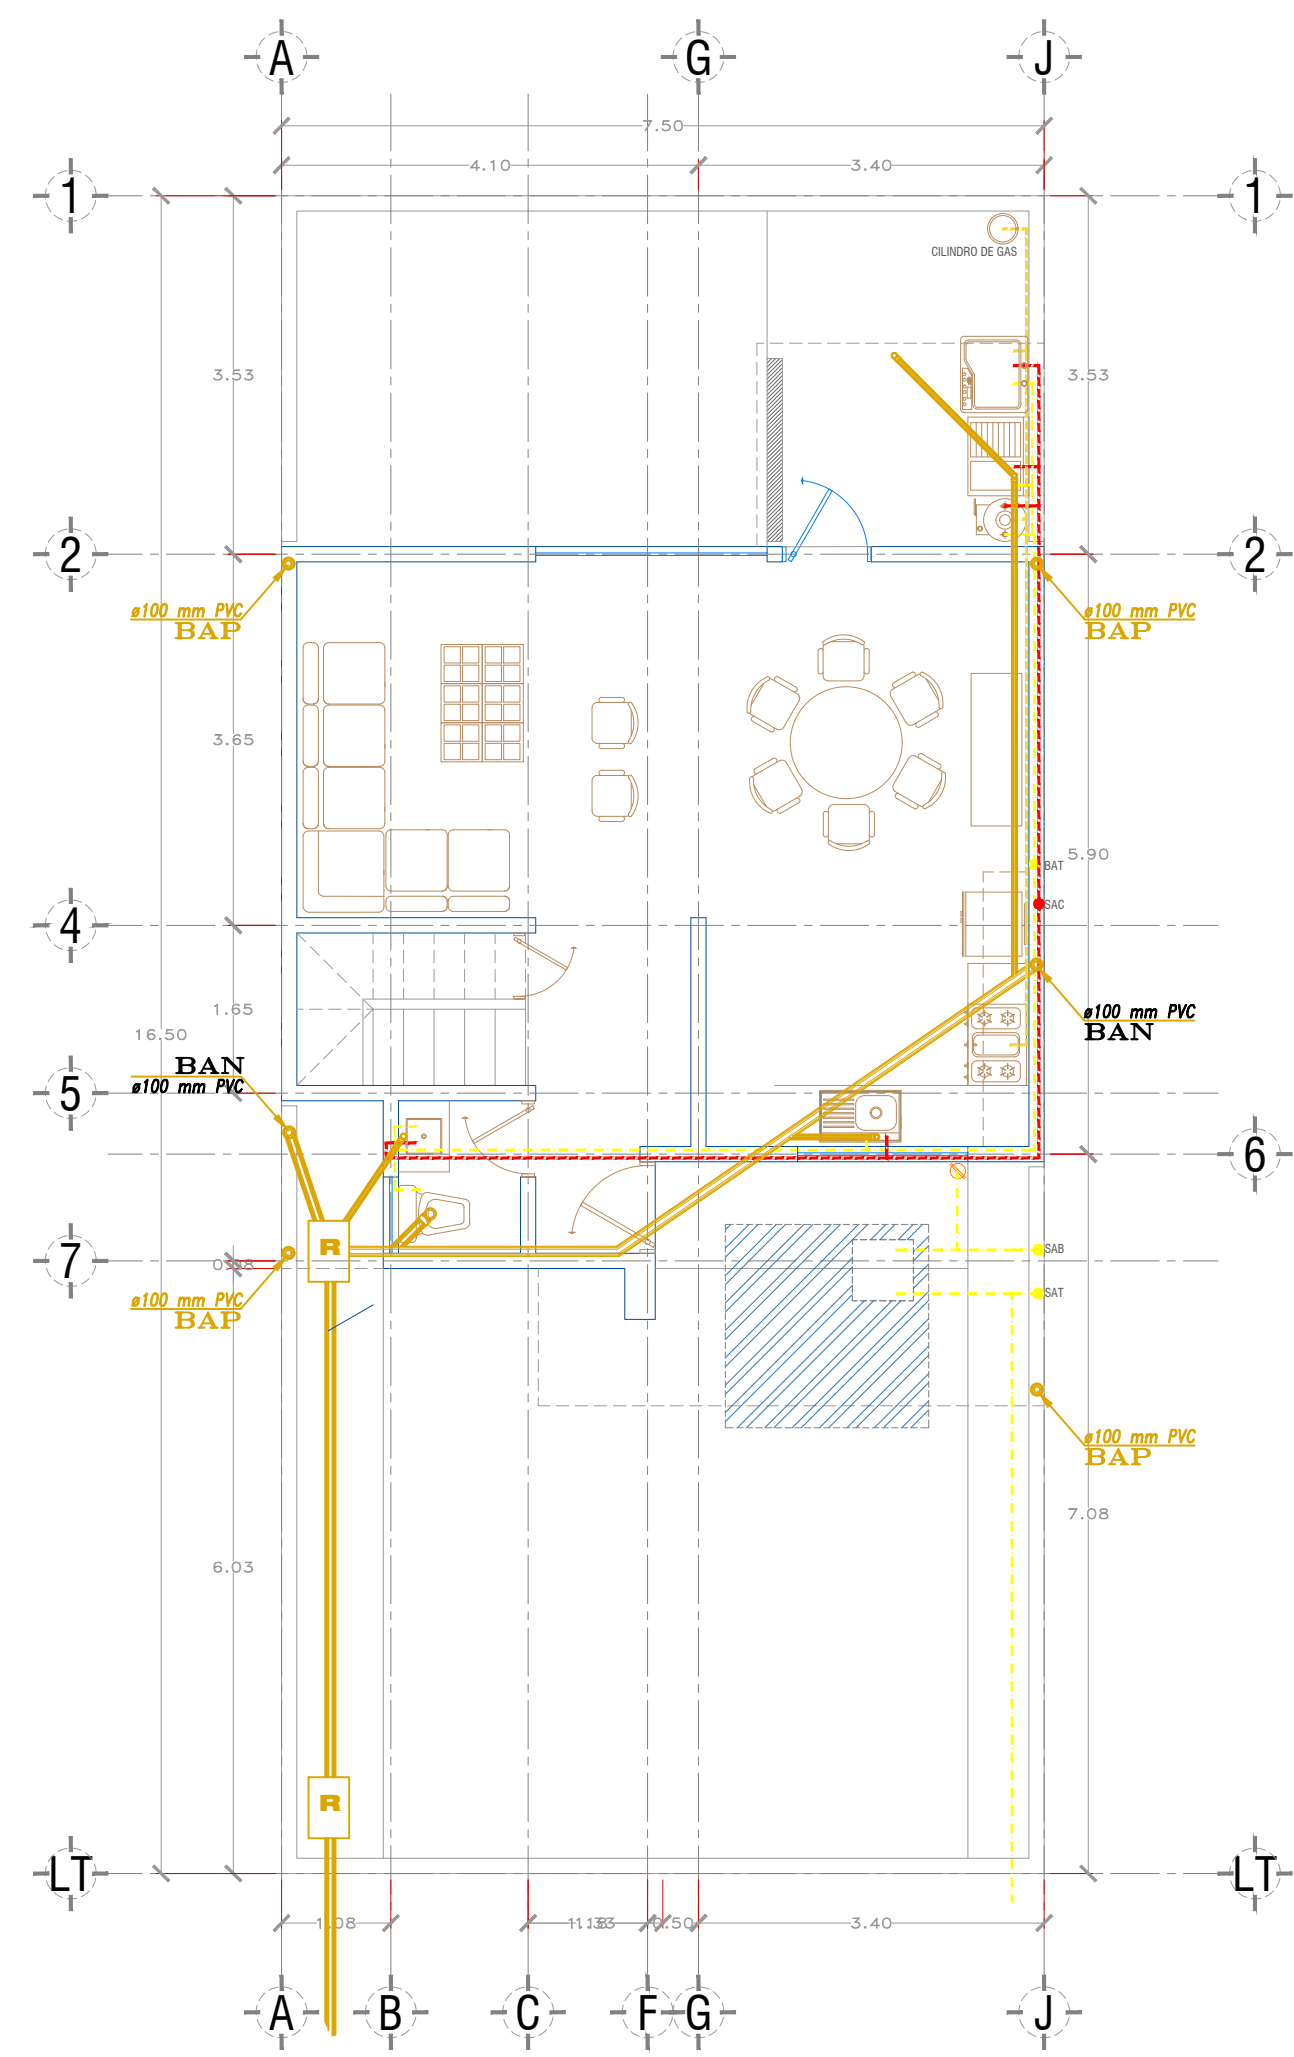 A G J
7.50
4.10 3.40
1 1
CILINDRO DE GAS
3.53 3.53
2 2
ø100 mm PVC
BAP
ø100 mm PVC
BAP
3.65
5.90
BAT
SAC
4
1.65
16.50
ø100 mm PVC
BAN
BAN
ø100 mm PVC
5
6
R
SAB
7
SAT
ø100 mm PVC
BAP
ø100 mm PVC
BAP
7.08
6.03
R
LT LT
1.08 0.50 3.40
A B C F G J